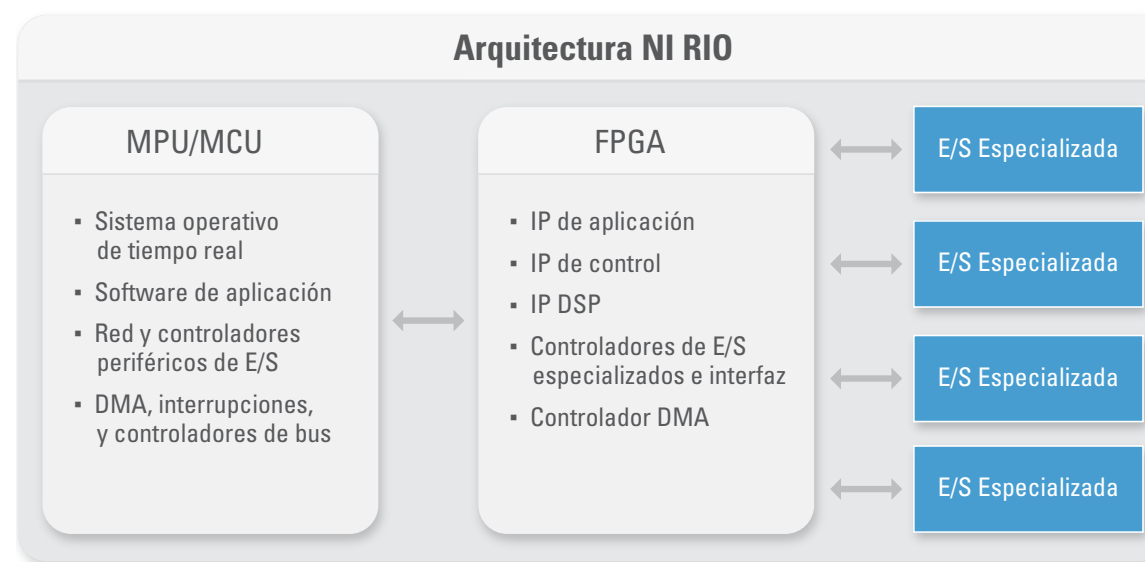 Arquitectura NI RIO
MPU/MCU
▪ Sistema operativo
de tiempo real
▪ Software de aplicación
▪ Red y controladores
periféricos de E/S
▪ DMA, interrupciones,
y controladores de bus
FPGA
▪ IP de aplicación
▪ IP de control
▪ IP DSP
▪ Controladores de E/S
especializados e interfaz
▪ Controlador DMA
E/S Especializada
E/S Especializada
E/S Especializada
E/S Especializada